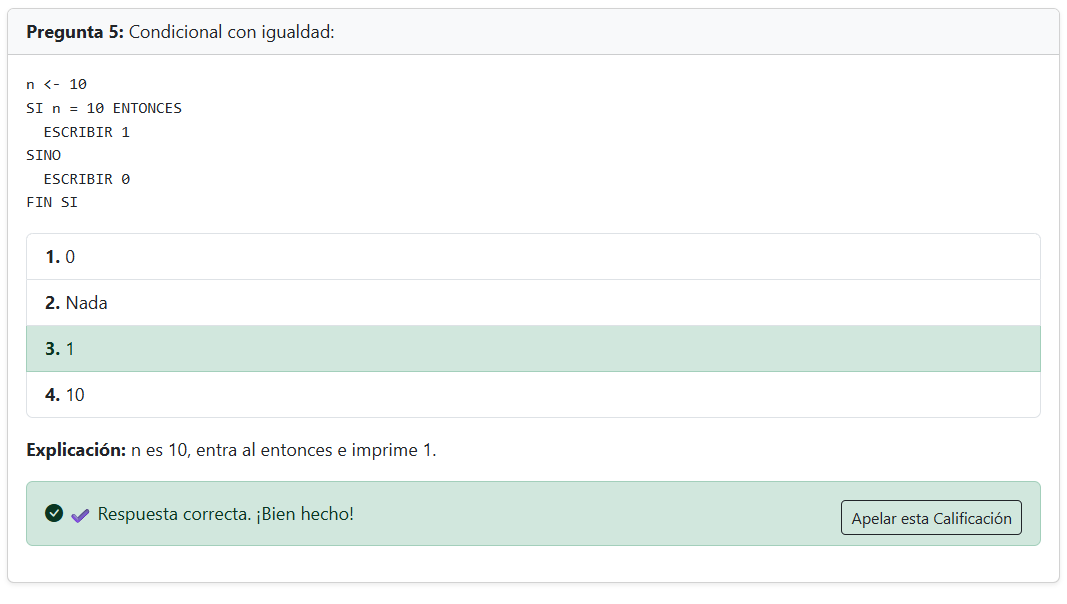 Pregunta 5: Condicional con igualdad:
n <- 10
SI n = 10 ENTONCES
  ESCRIBIR 1
SINO
  ESCRIBIR 0
FIN SI
1. 0
2. Nada
3. 1
4. 10
Explicación: n es 10, entra al entonces e imprime 1.
Respuesta correcta. ¡Bien hecho!
Apelar esta Calificación